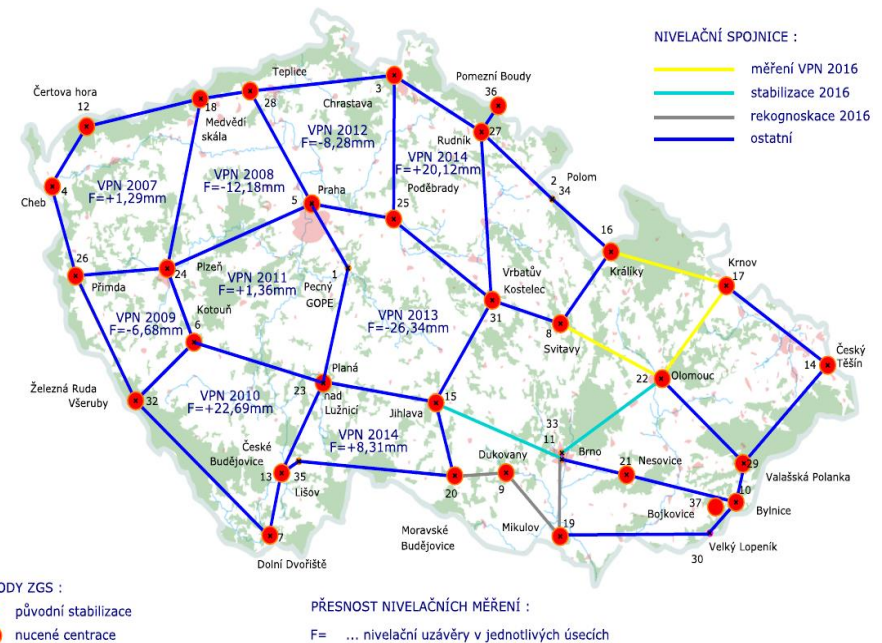 NIVELAČNÍ SPOJNICE :
měření VPN 2016
stabilizace 2016
rekognoskace 2016
ostatní
Čertova hora
12
18
Medvědí
skála
Teplice
28
3
Chrastava
Pomezní Boudy
36
Rudník
27
VPN 2012
F=-8,28mm
VPN 2014
F=+20,12mm
VPN 2007
F=+1,29mm
VPN 2008
F=-12,18mm
4
Cheb
Praha
5
Poděbrady
25
2
34
Polom
16
Králíky
Krnov
17
26
Přimda
24
Plzeň
VPN 2011
F=+1,36mm
1
Pecný
GOPE
Vrbatův
Kostelec
31
VPN 2013
F=-26,34mm
VPN 2009
F=-6,68mm
Kotouň
6
8
Svitavy
Český
Těšín
14
22
Olomouc
Železná Ruda
Všeruby
32
VPN 2010
F=+22,69mm
Planá
nad
Lužnicí
23
15
Jihlava
VPN 2014
F=+8,31mm
33
11
Brno
České
Budějovice
13
35
Lišov
Dukovany
9
20
21
Nesovice
29
Valašská Polanka
10
Bylnice
37
Bojkovice
Moravské
Budějovice
Mikulov
19
Velký Lopeník
30
7
Dolní Dvořiště
ODY ZGS :
původní stabilizace
nucené centrace
PŘESNOST NIVELAČNÍCH MĚŘENÍ :
F= ... nivelační uzávěry v jednotlivých úsecích